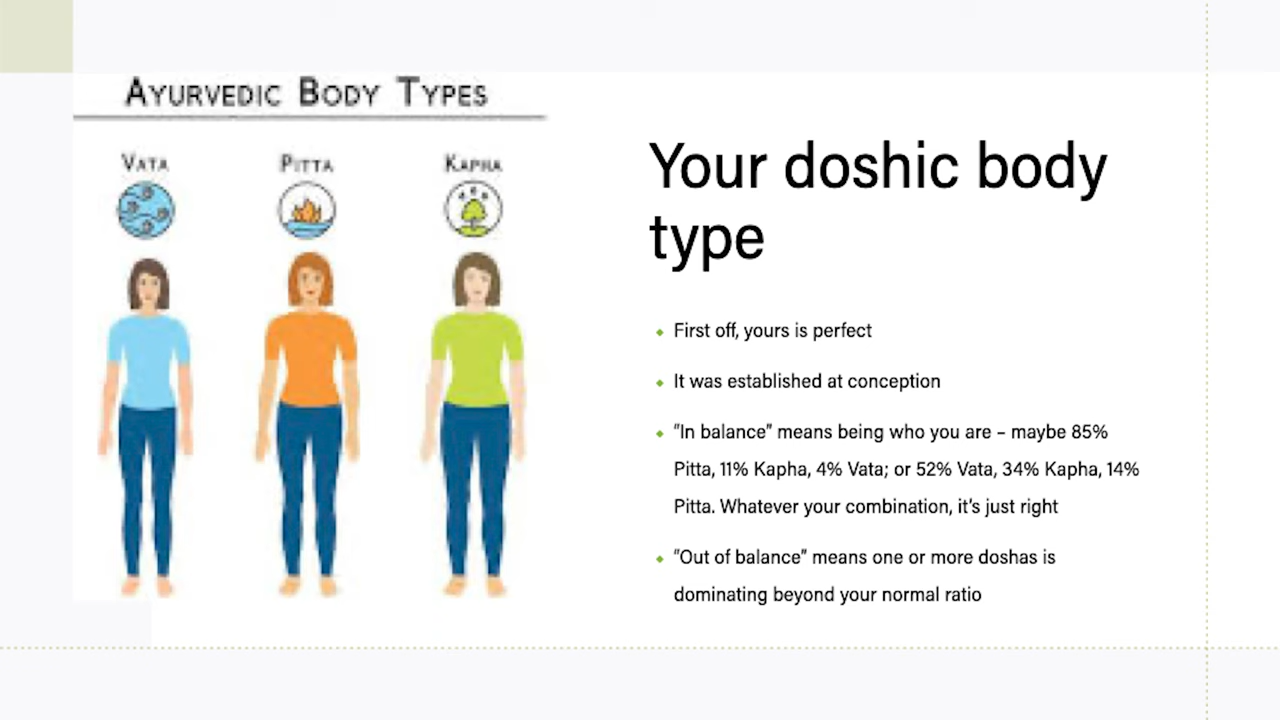 AYURVEDIC BODY TYPES
VATA
PITTA
KAPHA
Your doshic body
type
First off, yours is perfect
It was established at conception
"In balance" means being who you are – maybe 85%
Pitta, 11% Kapha, 4% Vata; or 52% Vata, 34% Kapha, 14%
Pitta. Whatever your combination, it's just right
"Out of balance" means one or more doshas is
dominating beyond your normal ratio